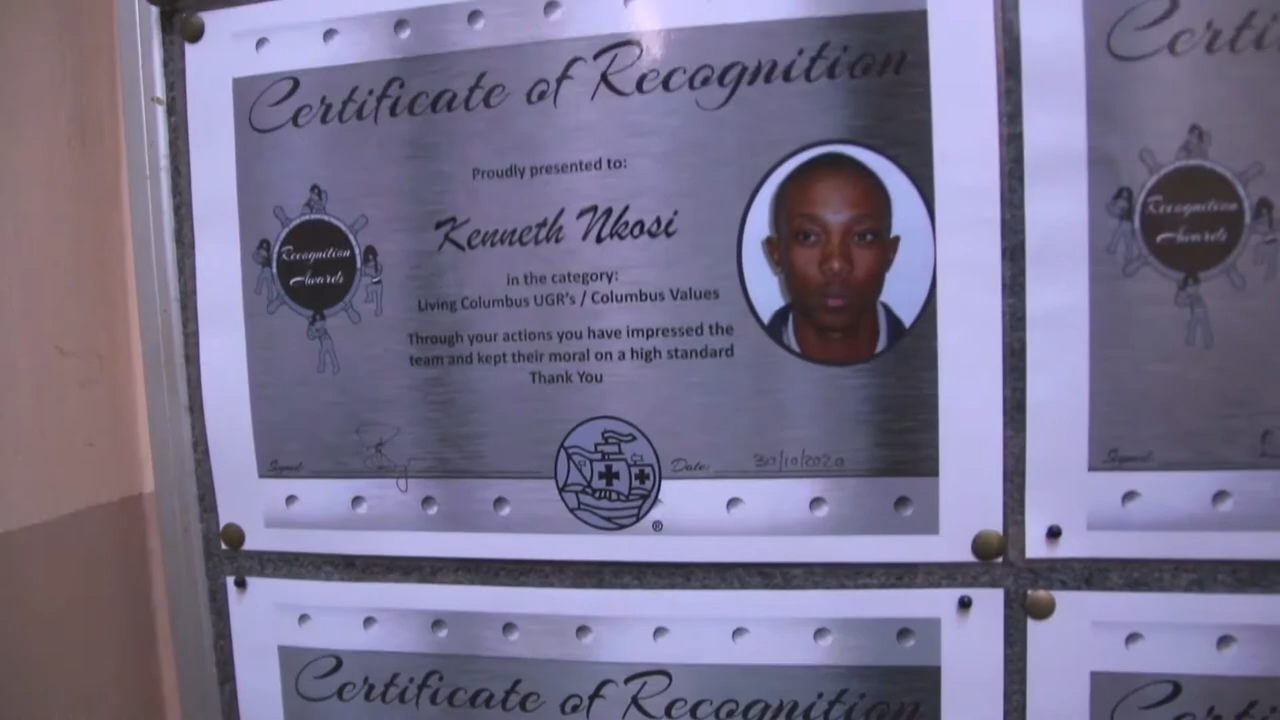 Certificate of Recognition
Proudly presented to:
Kenneth Nkosi
in the category:
Living Columbus UGR's / Columbus Values
Through your actions you have impressed the
team and kept their moral on a high standard
Thank You
Recognition
Awards
Signed:
Date: 30/10/2020
®
Certi
Recognition
Awards
Signed:
Certificate of Recognition